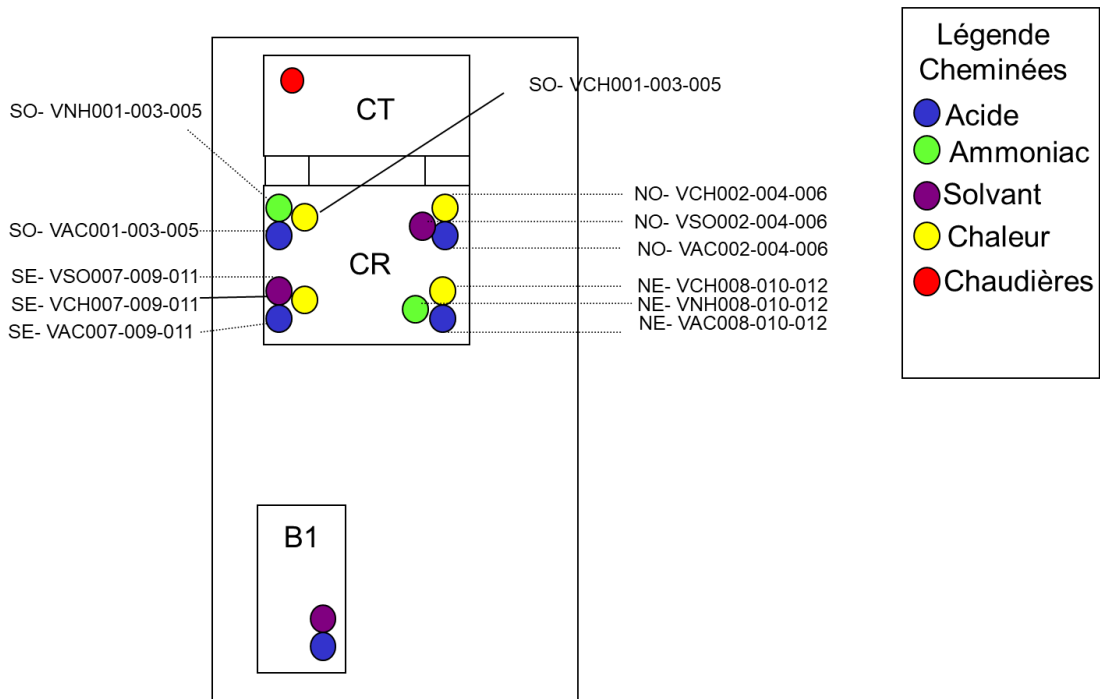 Légende
Cheminées
Acide
Ammoniac
Solvant
Chaleur
Chaudières
CT
SO- VCH001-003-005
SO- VNH001-003-005
SO- VAC001-003-005
SE- VSO007-009-011
SE- VCH007-009-011
SE- VAC007-009-011
CR
NO- VCH002-004-006
NO- VSO002-004-006
NO- VAC002-004-006
NE- VCH008-010-012
NE- VNH008-010-012
NE- VAC008-010-012
B1